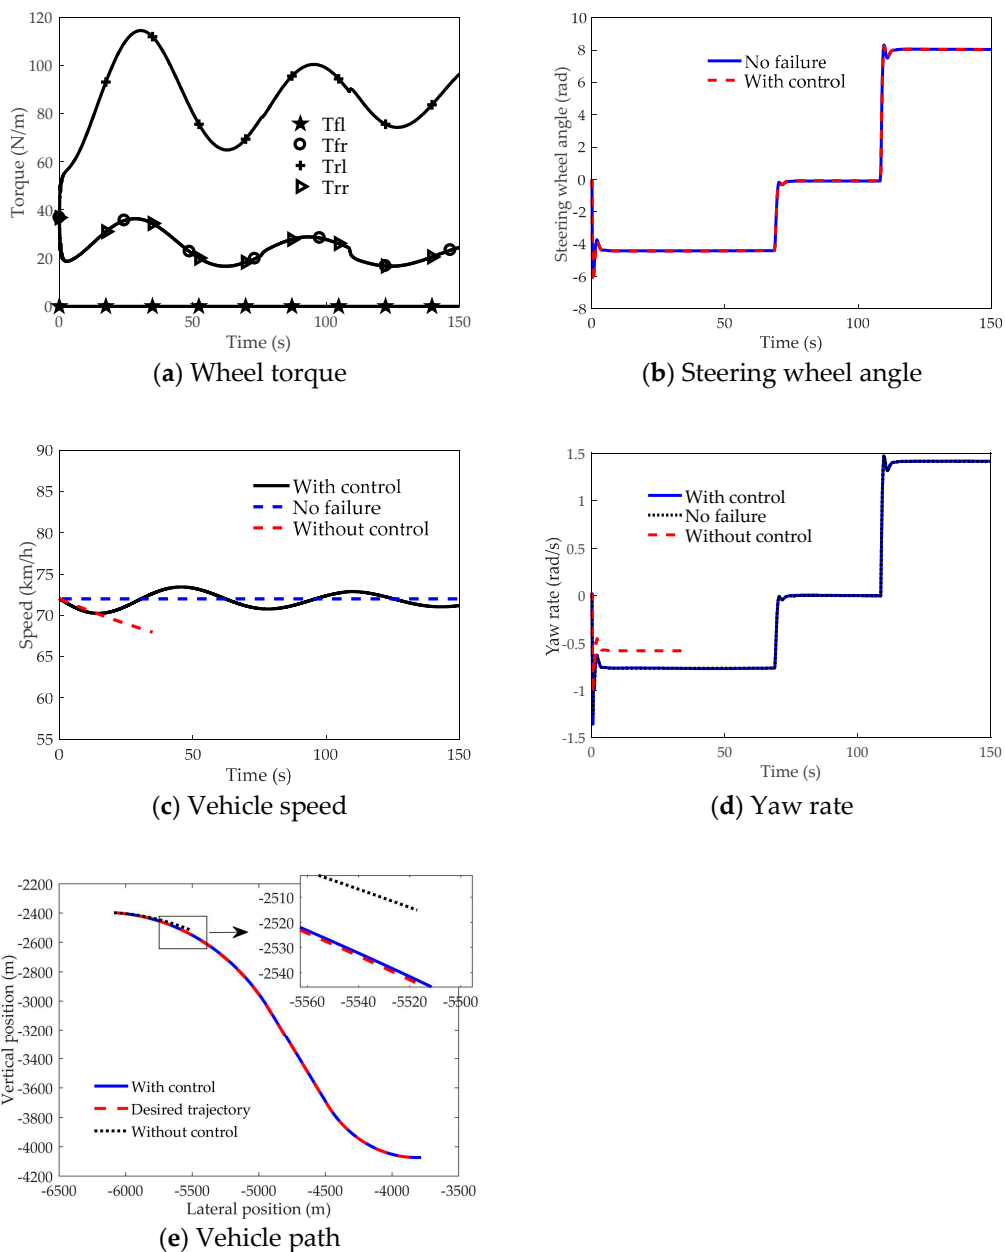 120
100
80
60
40
20
0
Torque (N/m)
Tfl
Tfr
Trl
Trr
0
50
100
150
Time (s)
(a) Wheel torque
10
8
6
4
2
0
-2
-4
-6
-8
Steering wheel angle (rad)
No failure
With control
0
50
100
150
Time (s)
(b) Steering wheel angle
90
85
80
75
72
70
65
60
55
Speed (km/h)
With control
No failure
Without control
0
50
100
150
Time (s)
(c) Vehicle speed
1.5
1
0.5
0
-0.5
-1
-1.5
Yaw rate (rad/s)
With control
No failure
Without control
0
50
100
150
Time (s)
(d) Yaw rate
-2200
-2400
-2600
-2800
-3000
-3200
-3400
-3600
-3800
-4000
-4200
Vertical position (m)
-2510
-2520
-2530
-2540
-5560
-5540
-5520
-5500
With control
Desired trajectory
Without control
-6500
-6000
-5500
-5000
-4500
-4000
-3500
Lateral position (m)
(e) Vehicle path